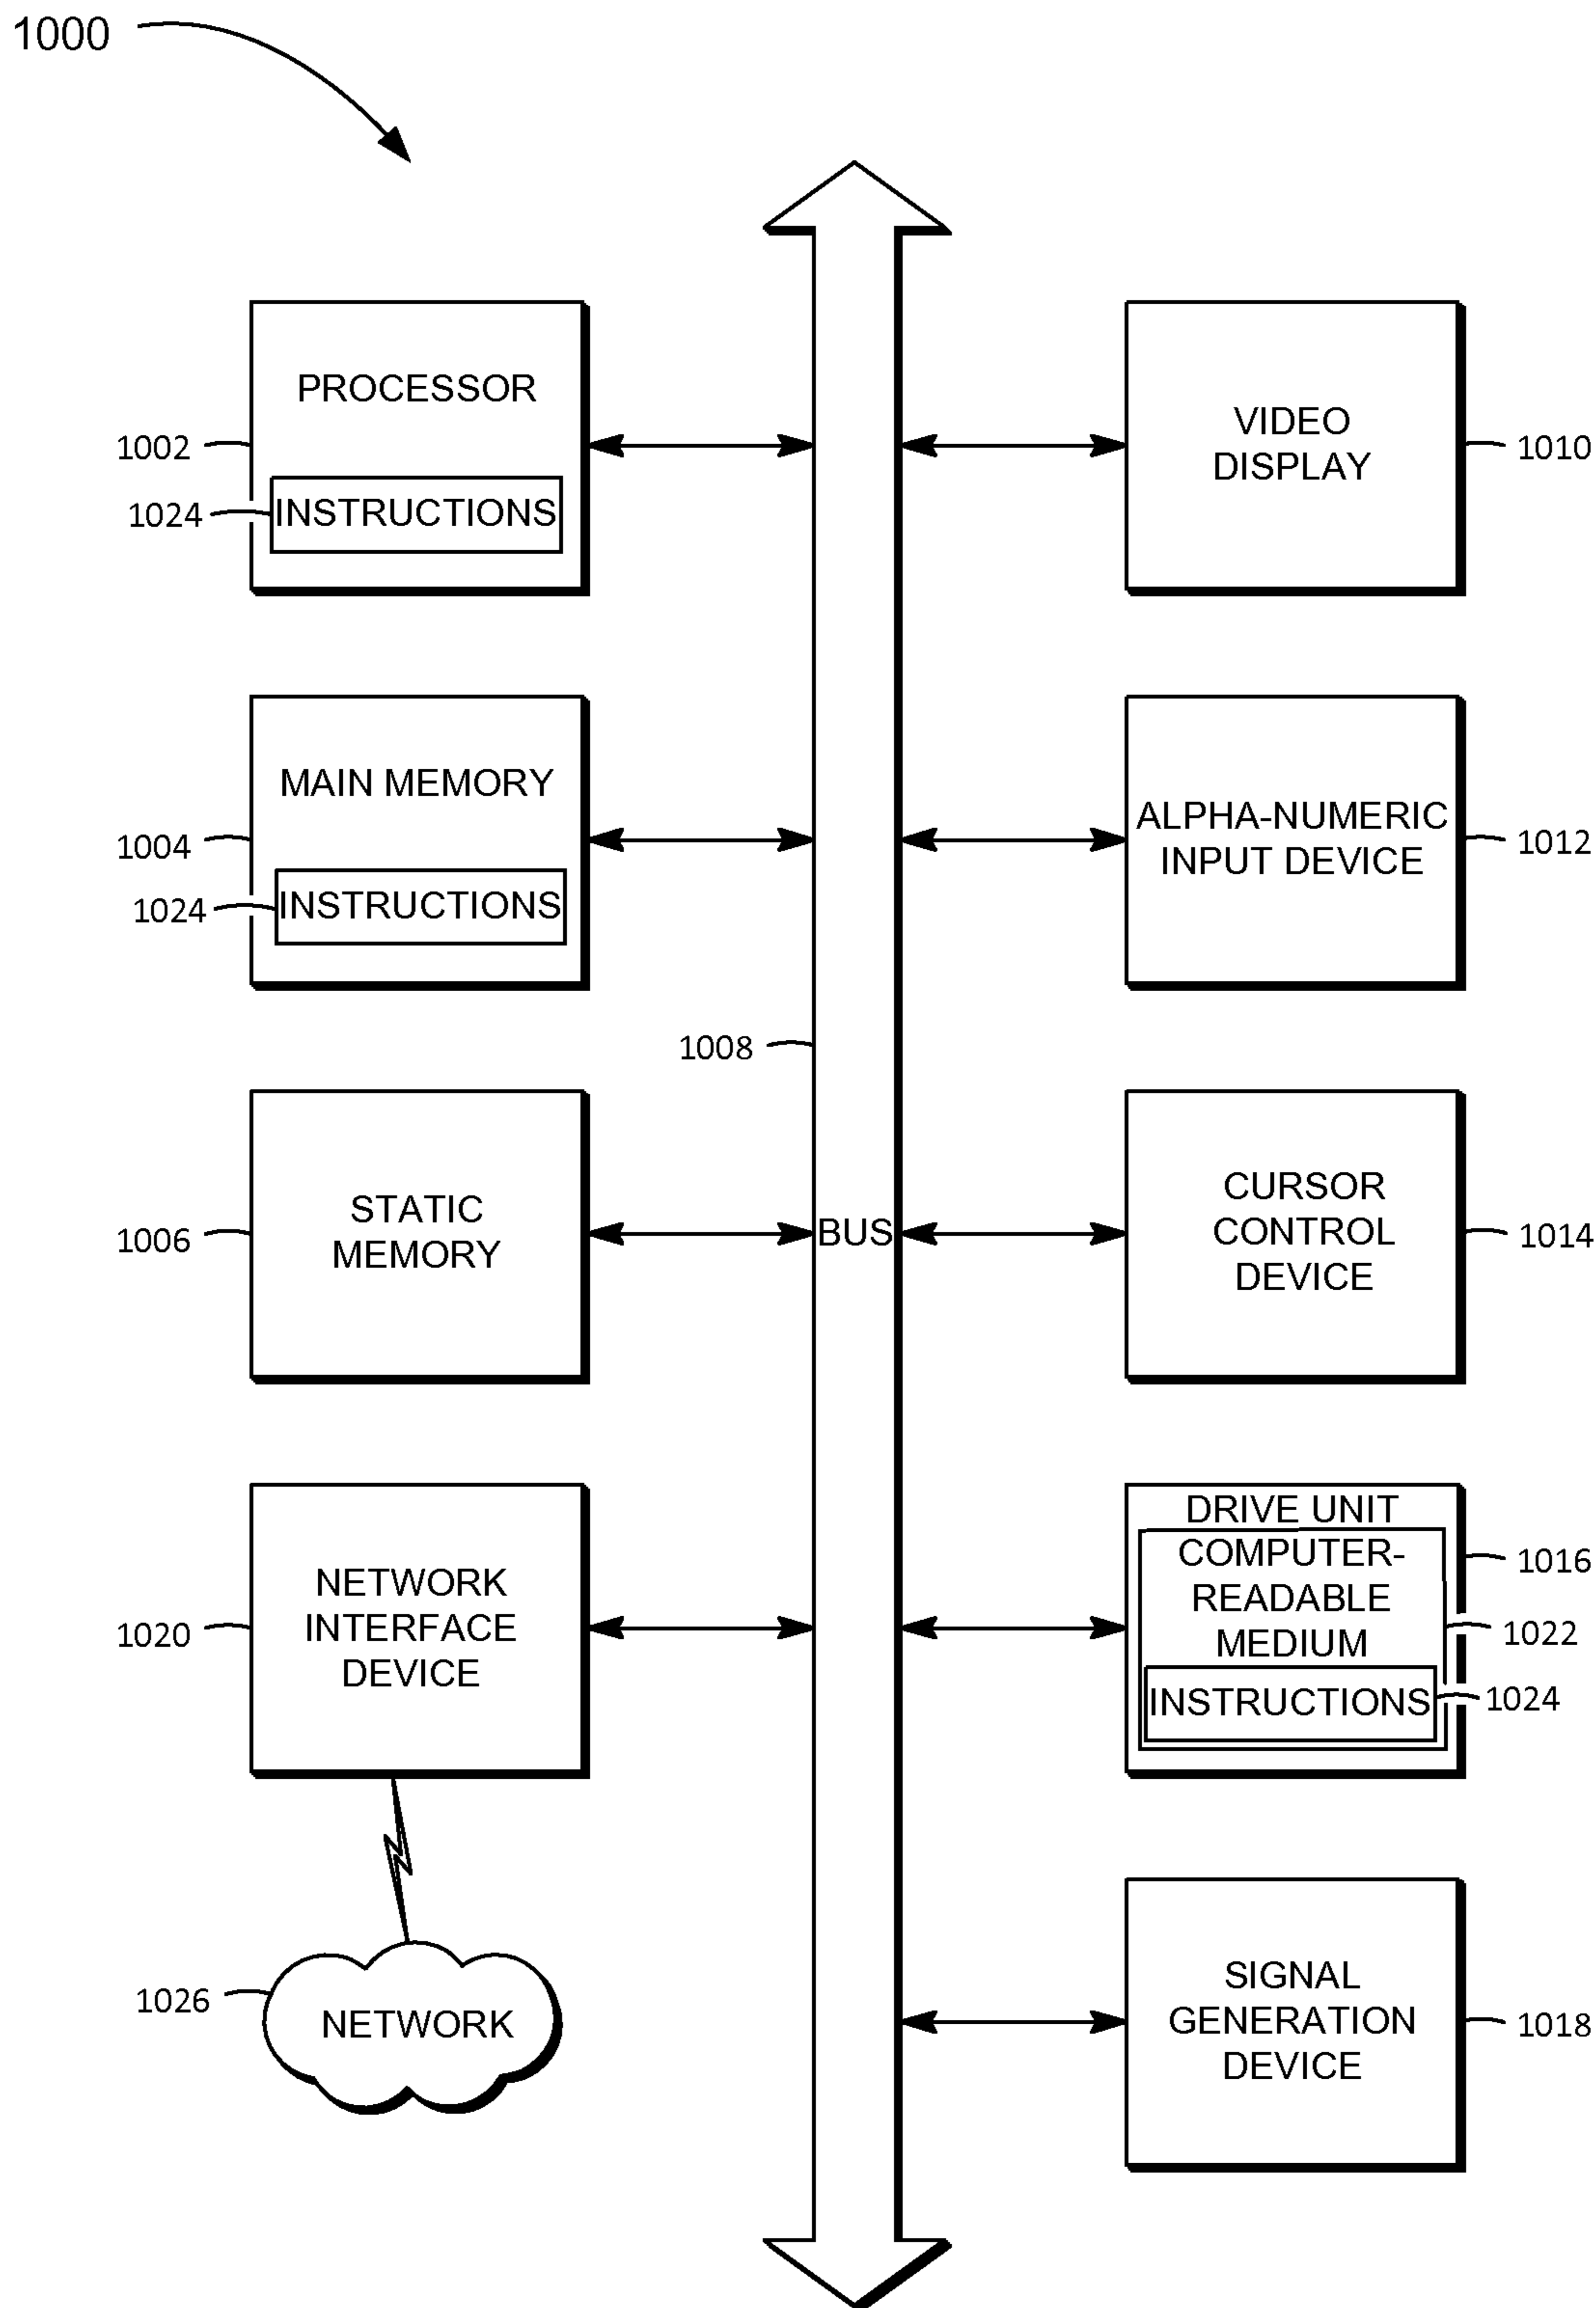 1000
PROCESSOR
1002
1024
INSTRUCTIONS
VIDEO
DISPLAY
1010
MAIN MEMORY
1004
1024
INSTRUCTIONS
ALPHA-NUMERIC
INPUT DEVICE
1012
1008
BUS
STATIC
MEMORY
1006
CURSOR
CONTROL
DEVICE
1014
NETWORK
INTERFACE
DEVICE
1020
DRIVE UNIT
COMPUTER-
READABLE
MEDIUM
INSTRUCTIONS
1016
1022
1024
1026
NETWORK
SIGNAL
GENERATION
DEVICE
1018